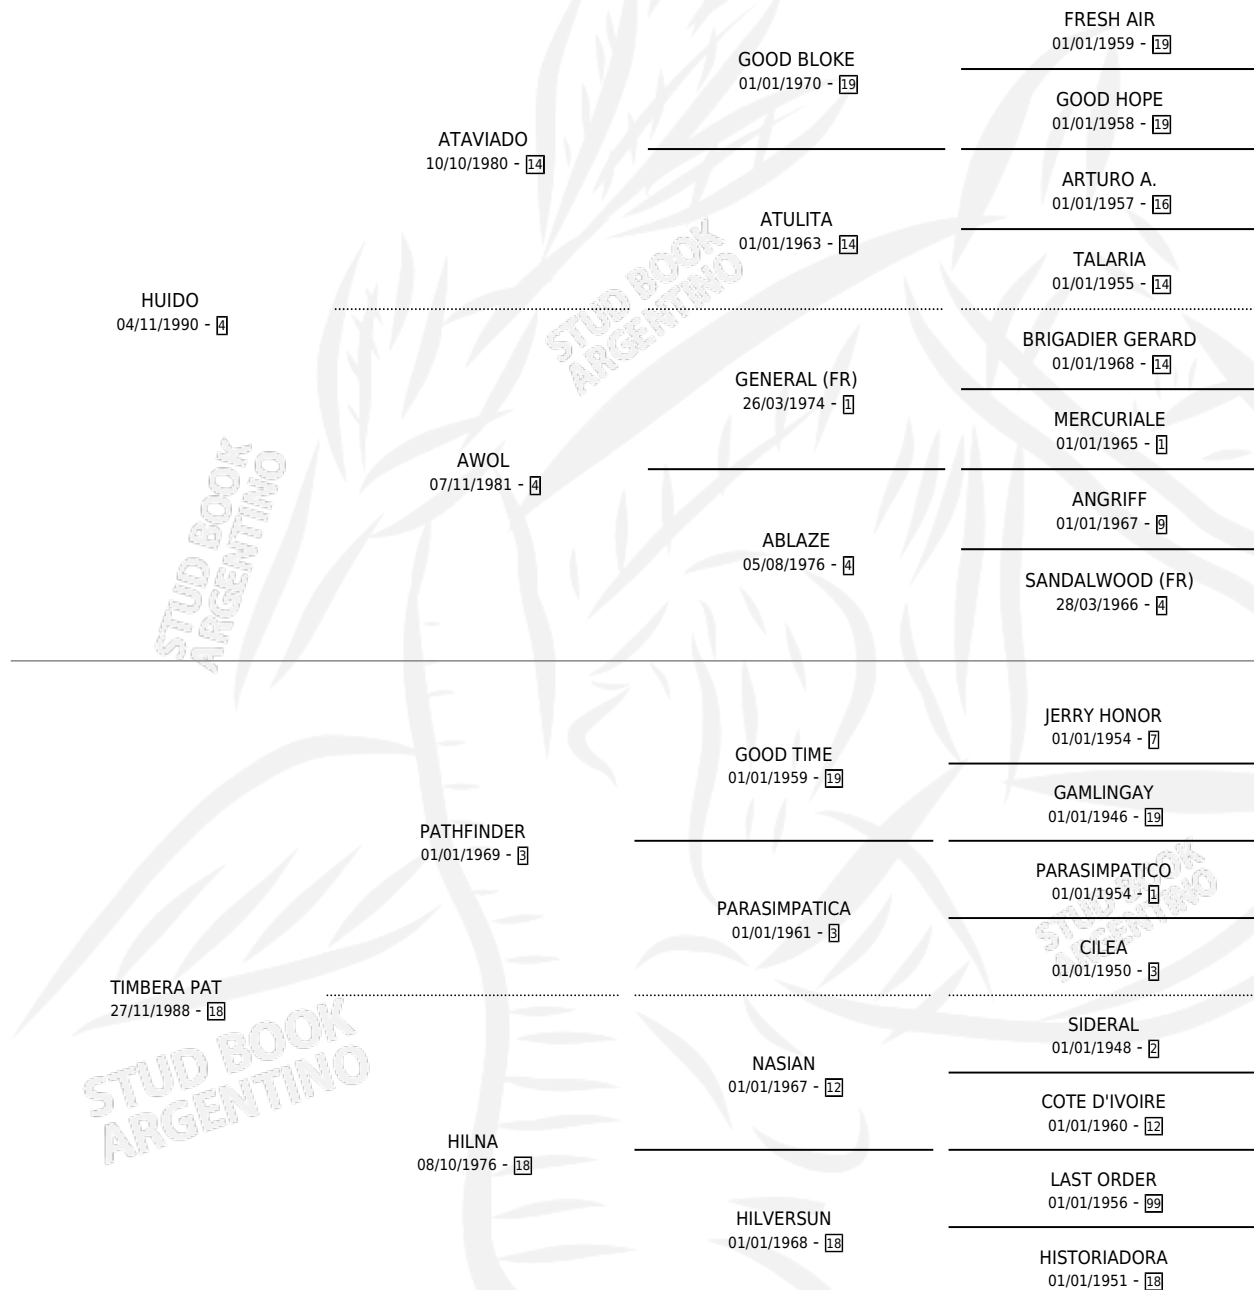 FRESH AIR
01/01/1959 - 19
GOOD BLOKE
01/01/1970 - 19
GOOD HOPE
01/01/1958 - 19
ATAVIADO
10/10/1980 - 14
ARTURO A.
01/01/1957 - 16
ATULITA
01/01/1963 - 14
TALARIA
01/01/1955 - 14
HUIDO
04/11/1990 - 4
BRIGADIER GERARD
01/01/1968 - 14
GENERAL (FR)
26/03/1974 - 1
MERCURIALE
01/01/1965 - 1
AWOL
07/11/1981 - 4
ANGRIFF
01/01/1967 - 9
ABLAZE
05/08/1976 - 4
SANDALWOOD (FR)
28/03/1966 - 4
JERRY HONOR
01/01/1954 - 7
GOOD TIME
01/01/1959 - 19
GAMLINGAY
01/01/1946 - 19
PATHFINDER
01/01/1969 - 3
PARASIMPATICO
01/01/1954 - 1
PARASIMPATICA
01/01/1961 - 3
CILEA
01/01/1950 - 3
TIMBERA PAT
27/11/1988 - 18
SIDERAL
01/01/1948 - 2
NASIAN
01/01/1967 - 12
COTE D'IVOIRE
01/01/1960 - 12
HILNA
08/10/1976 - 18
LAST ORDER
01/01/1956 - 99
HILVERSUN
01/01/1968 - 18
HISTORIADORA
01/01/1951 - 18
STUD BOOK
ARGENTINO
STUD BOOK
ARGENTINO
STUD BOOK
ARGENTINO
STUD BOOK
ARGENTINO